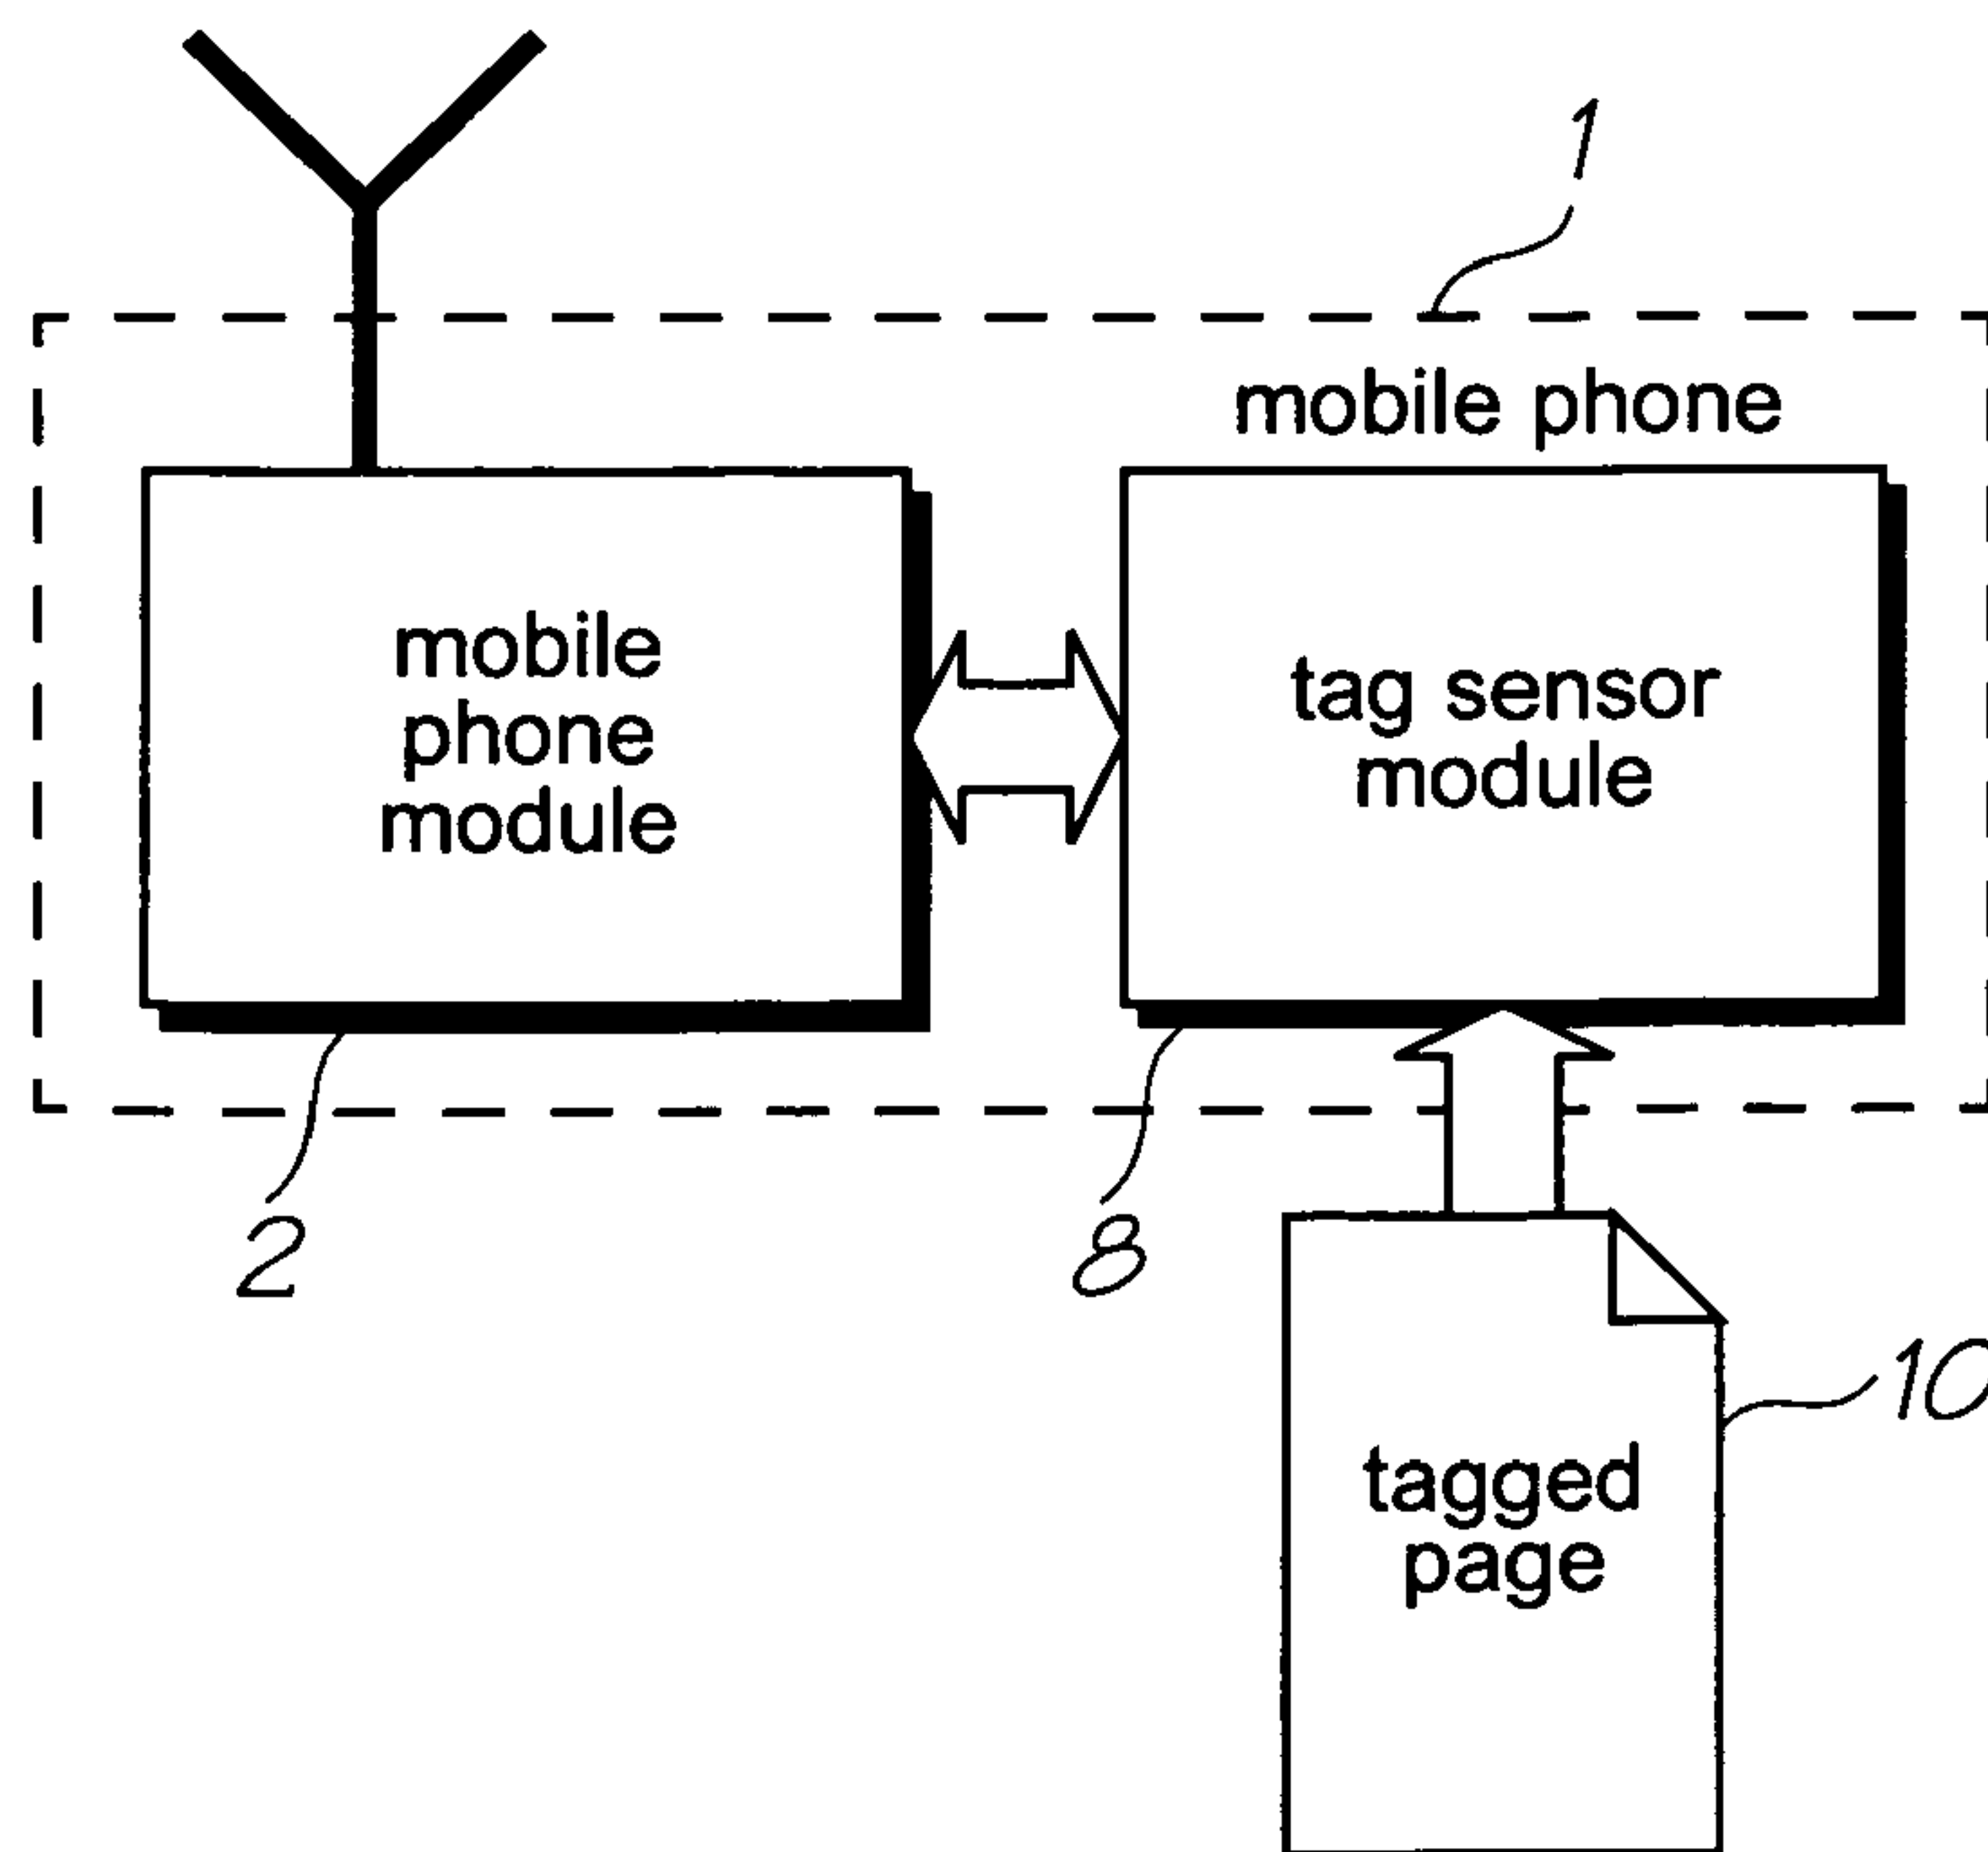 1
mobile phone
mobile
phone
module
tag sensor
module
2
8
10
tagged
page